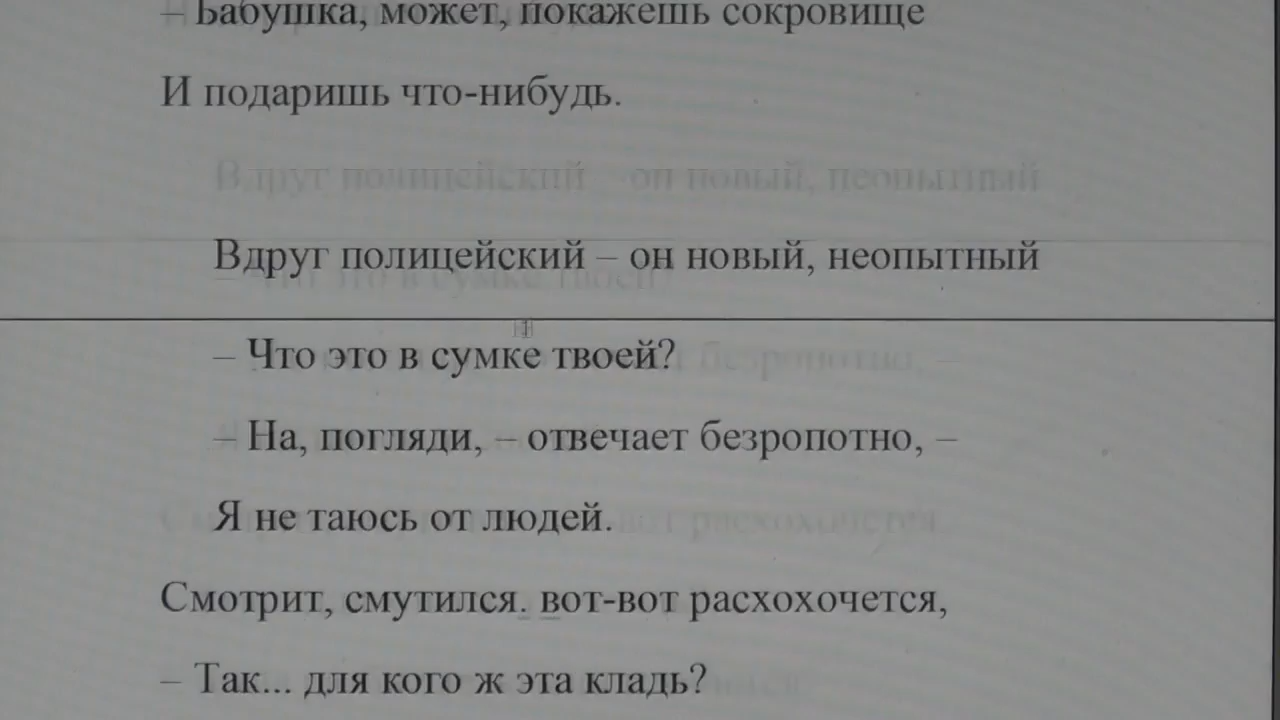 – Бабушка, может, покажешь сокровище
И подаришь что-нибудь.
Вдруг полицейский – он новый, неопытный
– Что это в сумке твоей?
– На, погляди, – отвечает безропотно, –
Я не таюсь от людей.
Смотрит, смутился. вот-вот расхохочется,
– Так... для кого ж эта кладь?